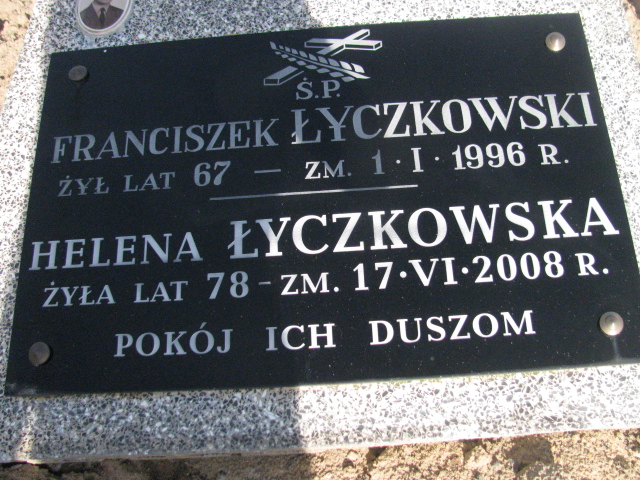 Ś.P.
FRANCISZEK ŁYCZKOWSKI
ŻYŁ LAT 67 — ZM. 1·I·1996 R.
HELENA ŁYCZKOWSKA
ŻYŁA LAT 78 - ZM. 17·VI·2008 R.
POKÓJ ICH DUSZOM